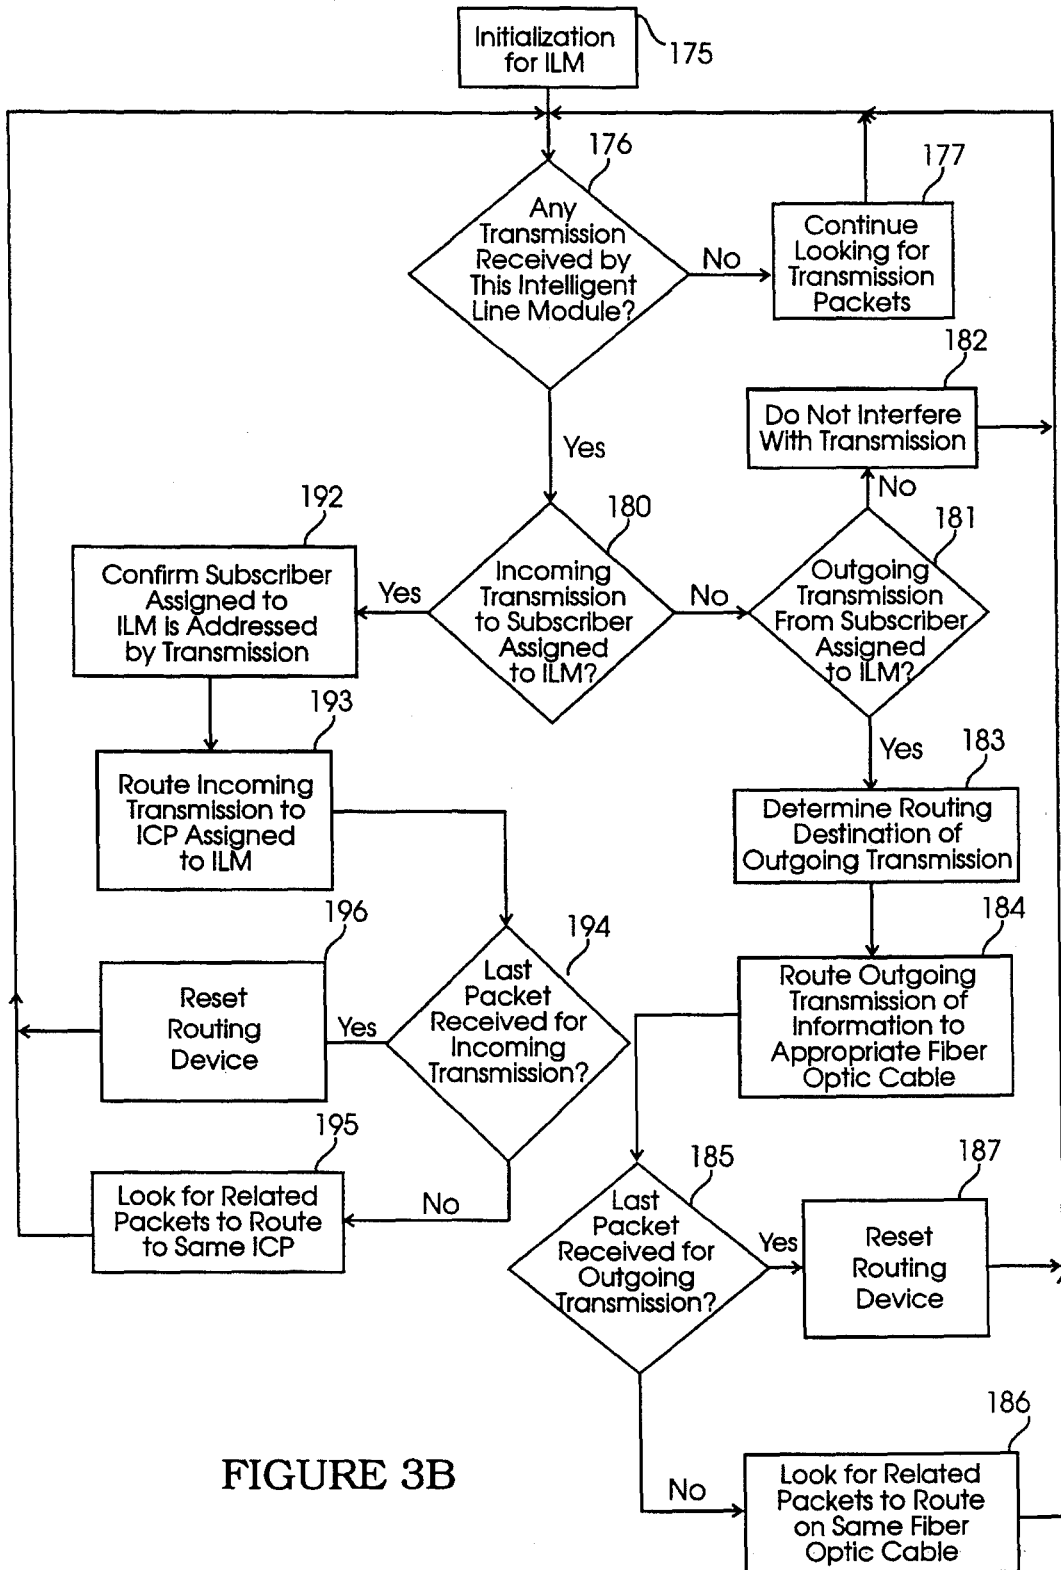 Initialization
for ILM
175
176
Any
Transmission
Received by
This Intelligent
Line Module?
No
177
Continue
Looking for
Transmission
Packets
Yes
182
Do Not Interfere
With Transmission
No
192
Confirm Subscriber
Assigned to
ILM is Addressed
by Transmission
Yes
180
Incoming
Transmission
to Subscriber
Assigned
to ILM?
No
181
Outgoing
Transmission
From Subscriber
Assigned
to ILM?
Yes
193
Route Incoming
Transmission to
ICP Assigned
to ILM
183
Determine Routing
Destination of
Outgoing Transmission
196
Reset
Routing
Device
Yes
194
Last
Packet
Received for
Incoming
Transmission?
184
Route Outgoing
Transmission of
Information to
Appropriate Fiber
Optic Cable
195
Look for Related
Packets to Route
to Same ICP
No
185
Last
Packet
Received for
Outgoing
Transmission?
Yes
187
Reset
Routing
Device
186
No
Look for Related
Packets to Route
on Same Fiber
Optic Cable
FIGURE 3B